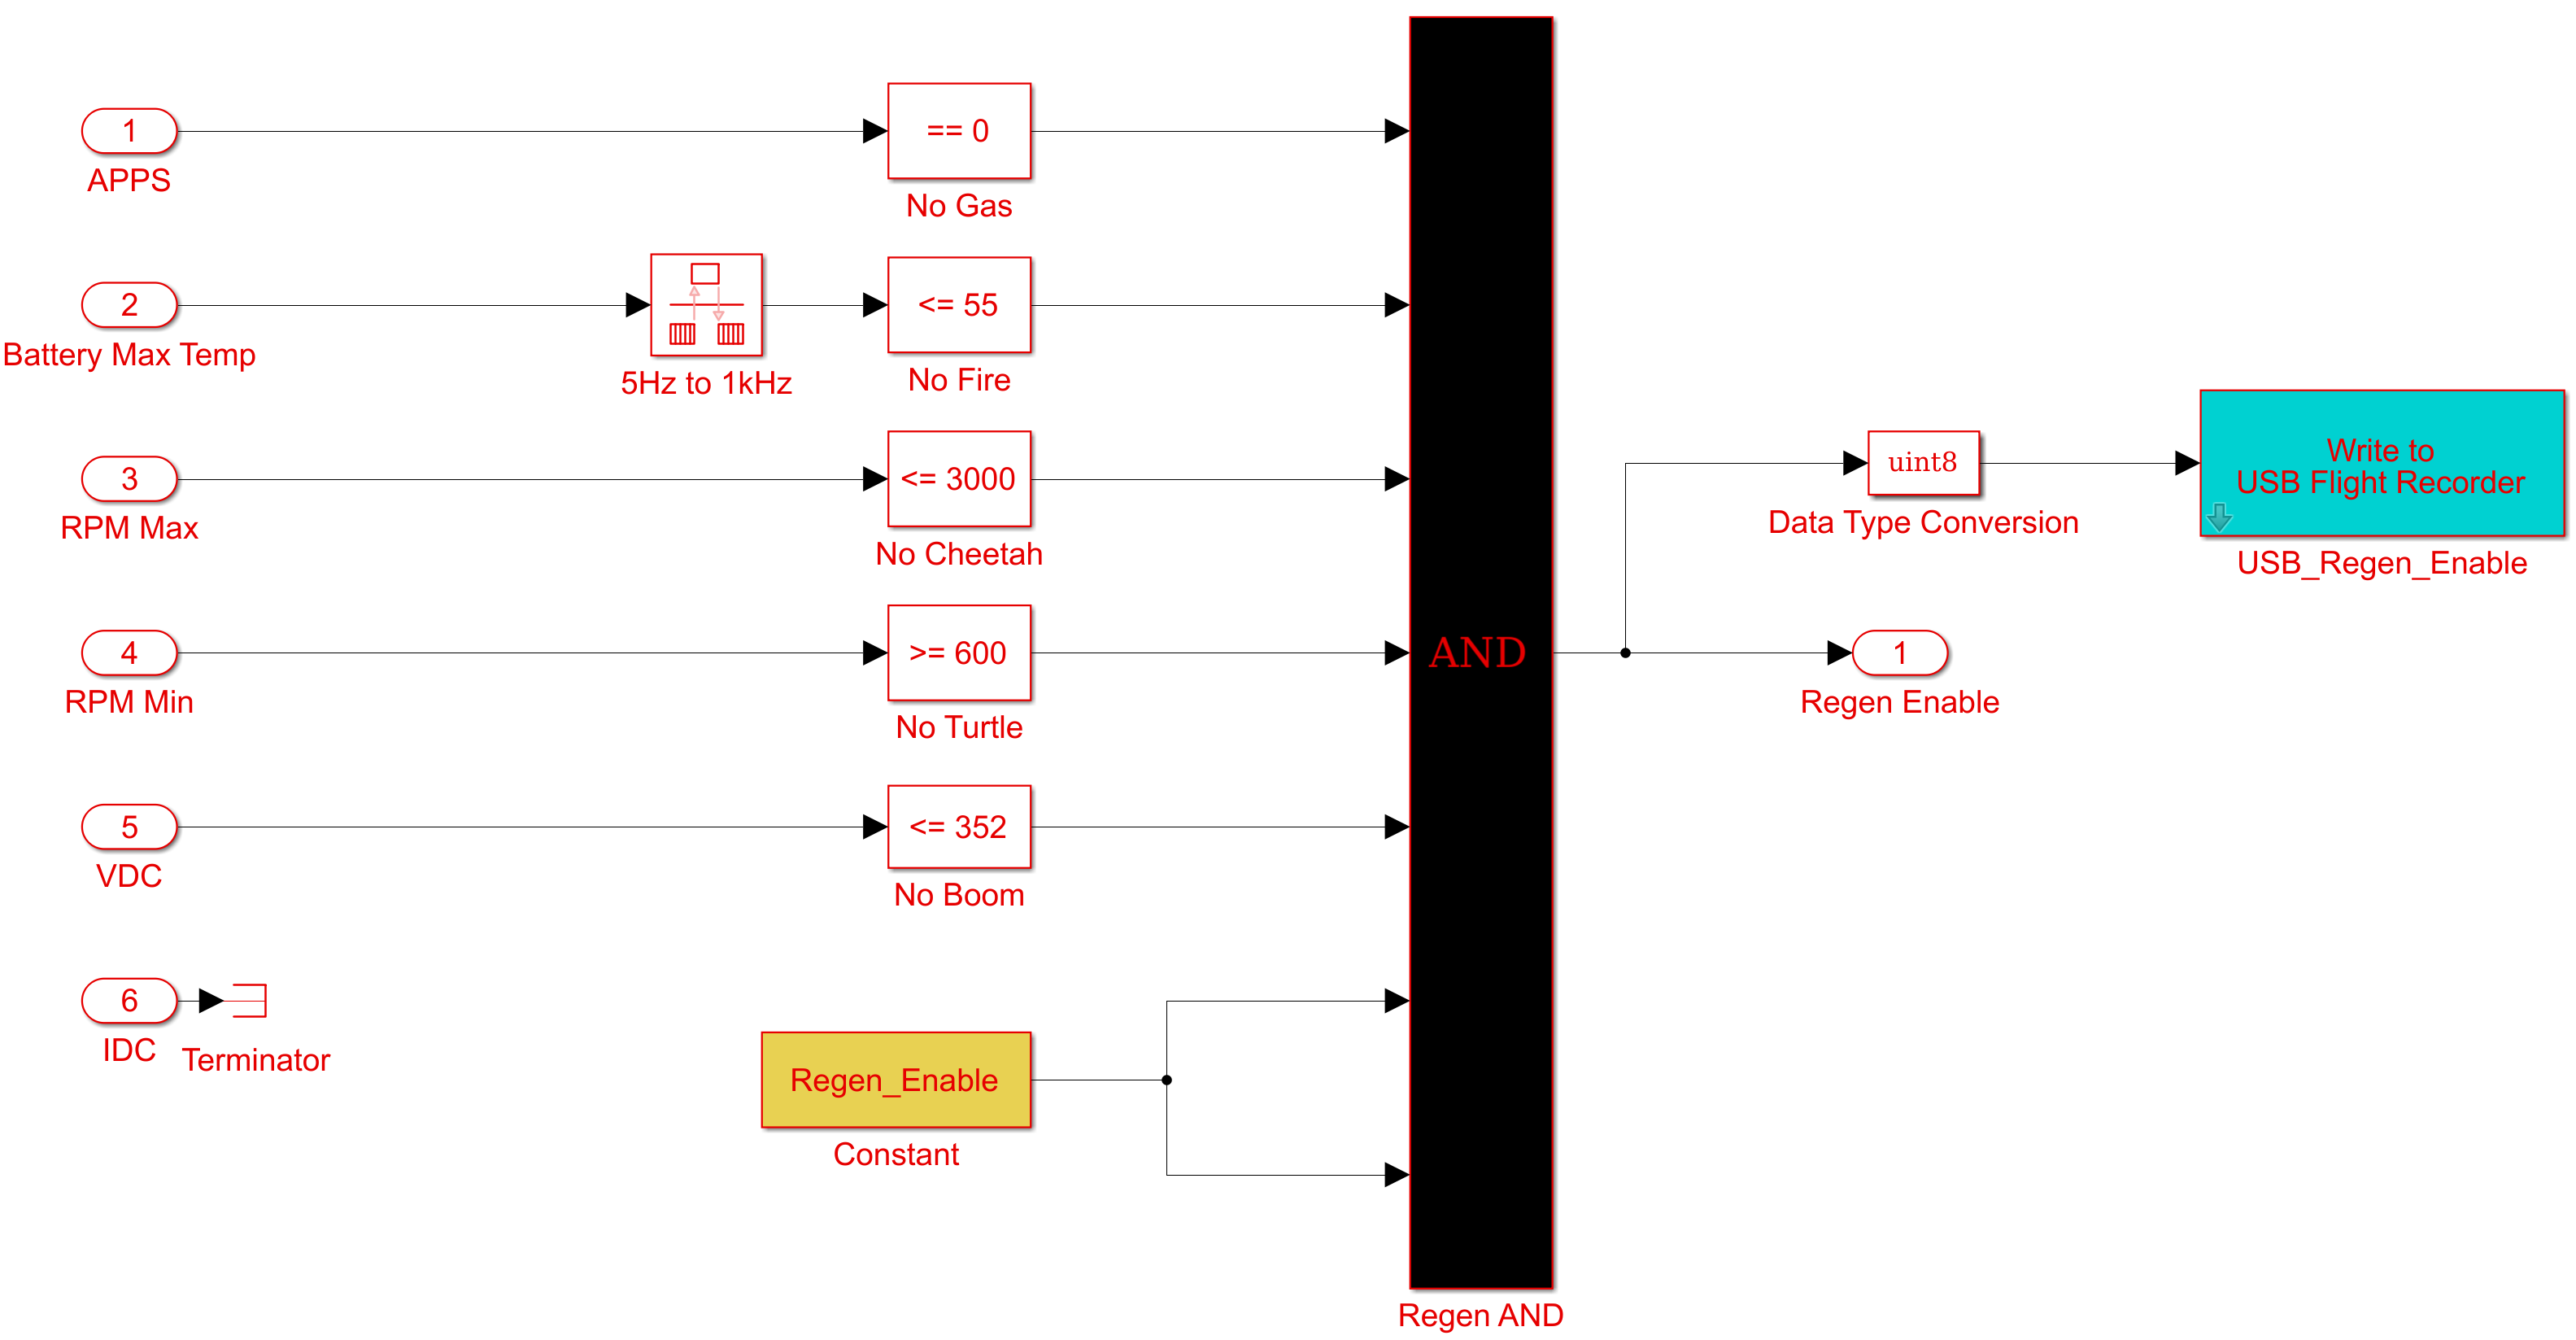 1
APPS
== 0
No Gas
2
Battery Max Temp
5Hz to 1kHz
<= 55
No Fire
3
RPM Max
<= 3000
No Cheetah
4
RPM Min
>= 600
No Turtle
5
VDC
<= 352
No Boom
6
IDC
Terminator
Regen_Enable
Constant
AND
Regen AND
uint8
Data Type Conversion
Write to
USB Flight Recorder
USB_Regen_Enable
1
Regen Enable